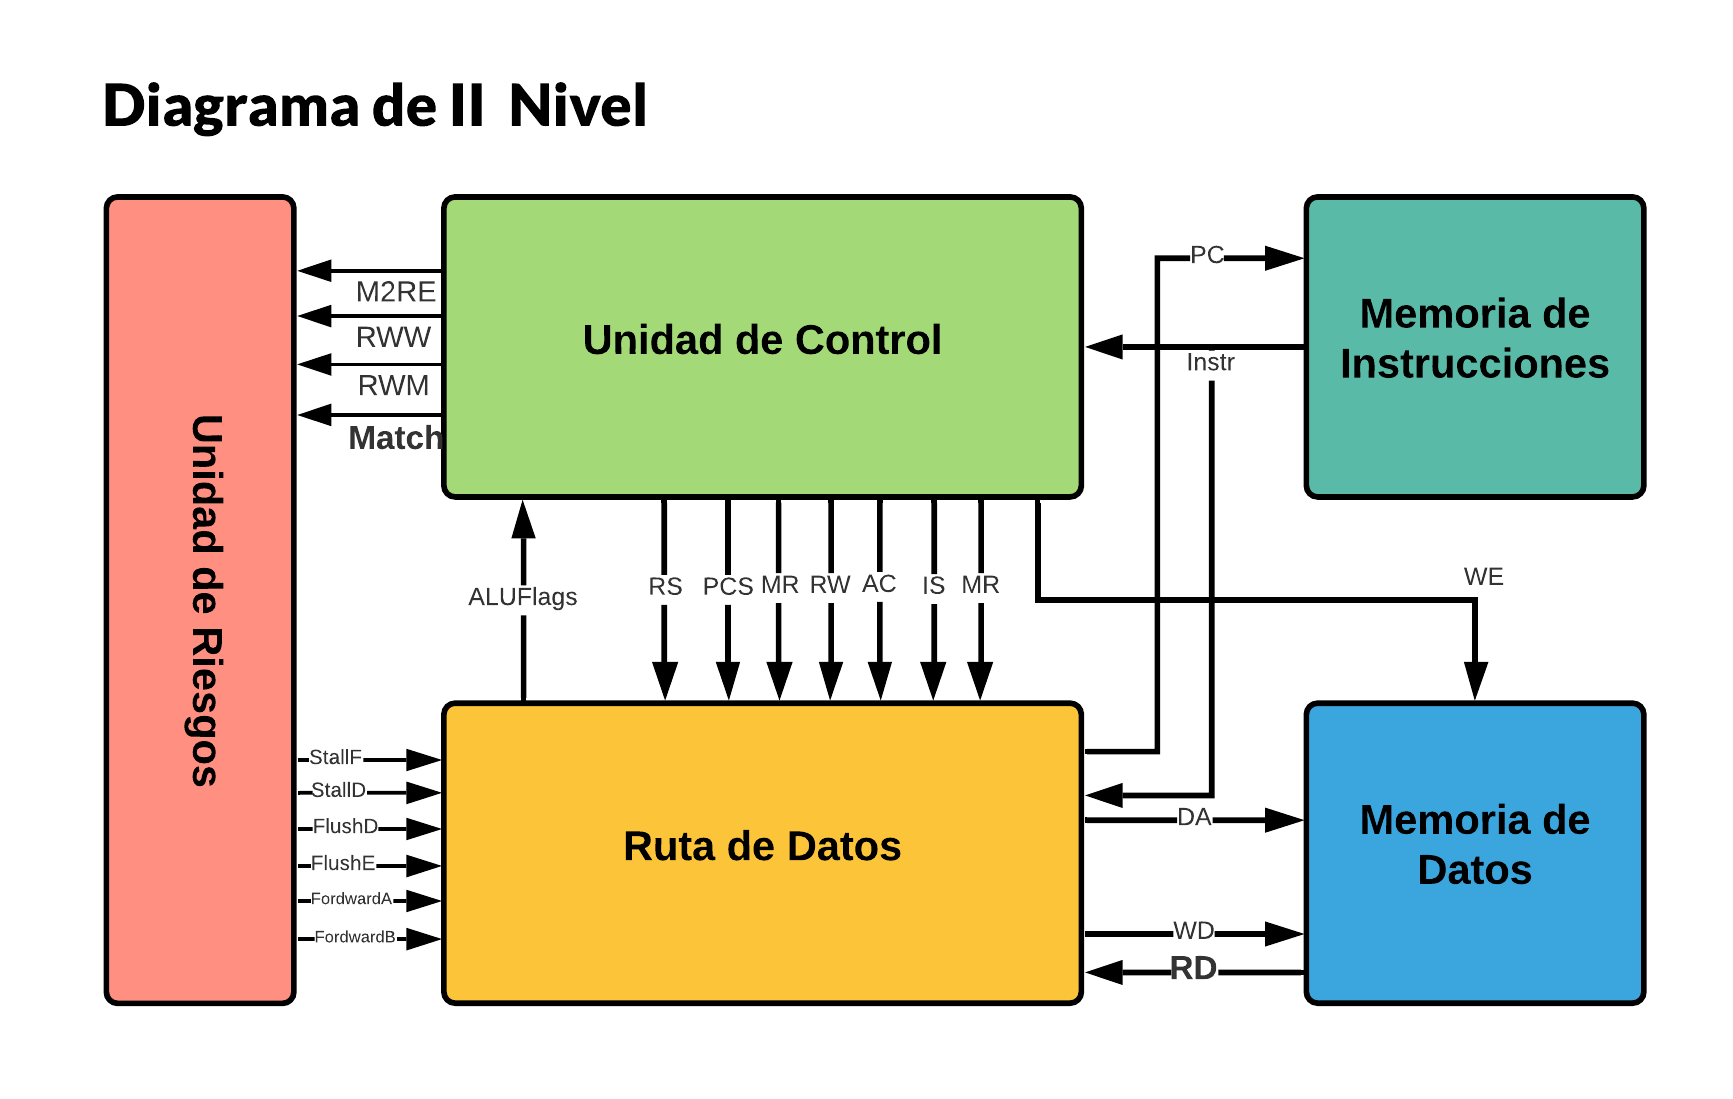 Diagrama de II Nivel
Unidad de Riesgos
M2RE
RWW
RWM
Match
Unidad de Control
PC
Instr
Memoria de
Instrucciones
ALUFlags
RS
PCS
MR
RW
AC
IS
MR
WE
StallF
StallD
FlushD
FlushE
FordwardA
FordwardB
Ruta de Datos
DA
WD
RD
Memoria de
Datos